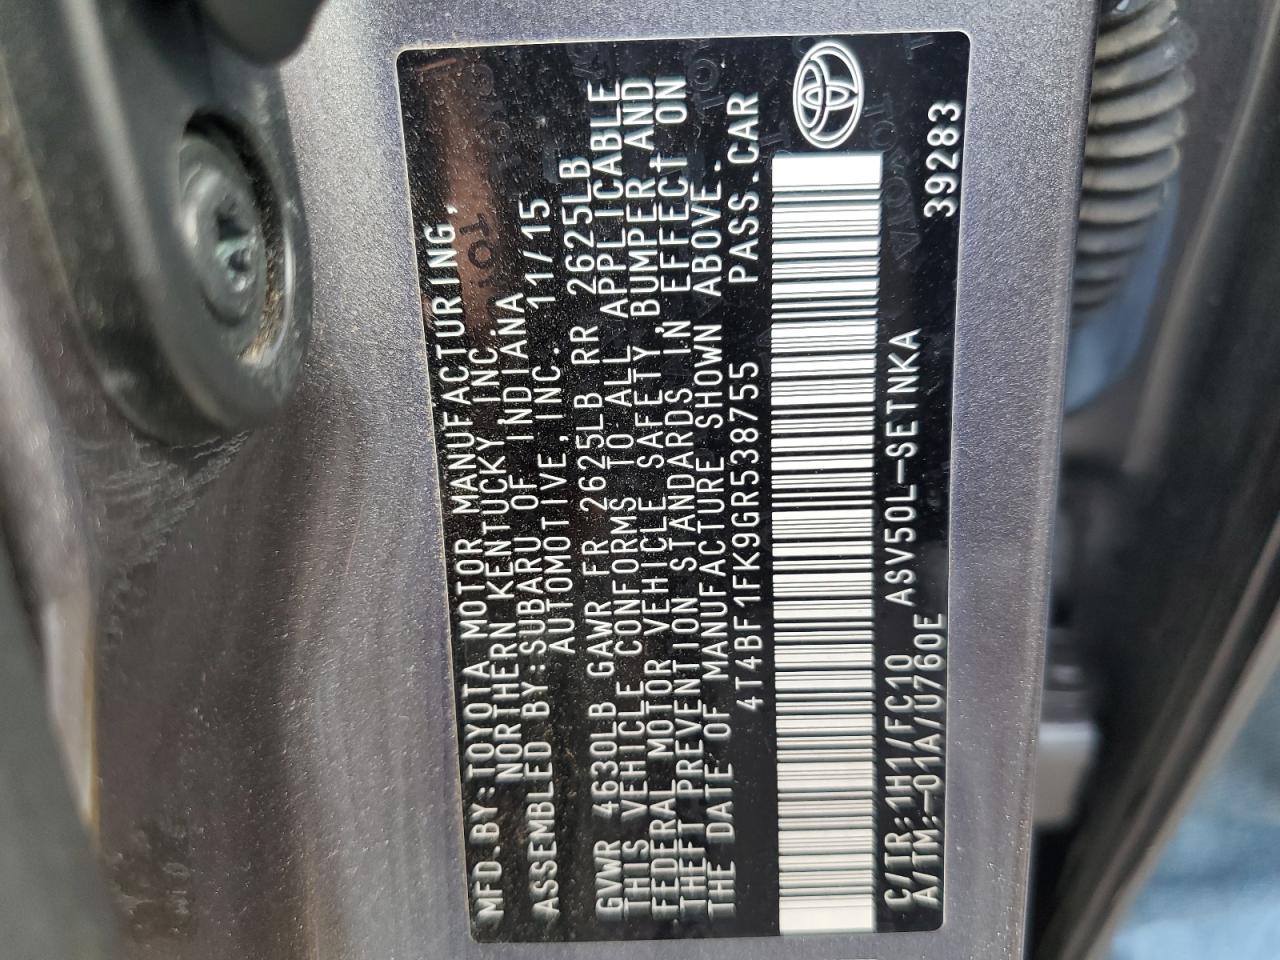 MFD.BY:TOYOTA MOTOR MANUFACTURING,
NORTHERN KENTUCKY INC.
ASSEMBLED BY:SUBARU OF INDIANA
AUTOMOTIVE,INC. 11/15
GVWR 4630LB GAWR FR 2625LB RR 2625LB
THIS VEHICLE CONFORMS TO ALL APPLICABLE
FEDERAL MOTOR VEHICLE SAFETY,BUMPER AND
THEFT PREVENTION STANDARDS IN EFFECT ON
THE DATE OF MANUFACTURE SHOWN ABOVE.
4T4BF1FK9GR538755 PASS.CAR
C/TR:1H1/FC10 ASV50L-SETNKA
A/TM:-01A/U760E 39283